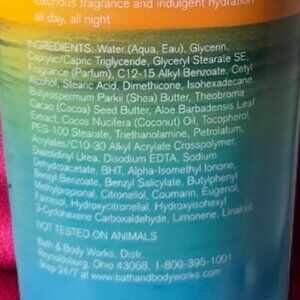 luxurious fragrance and indulgent hydration
all day, all night
INGREDIENTS: Water (Aqua, Eau), Glycerin,
Caprylic/Capric Triglyceride, Glyceryl Stearate SE,
Fragrance (Parfum), C12-15 Alkyl Benzoate, Cetyl
Alcohol, Stearic Acid, Dimethicone, Isohexadecane,
Butyrospermum Parkii (Shea) Butter, Theobroma
Cacao (Cocoa) Seed Butter, Aloe Barbadensis Leaf
Extract, Cocos Nucifera (Coconut) Oil, Tocopherol,
PEG-100 Stearate, Triethanolamine, Petrolatum,
Acrylates/C10-30 Alkyl Acrylate Crosspolymer,
Diazolidinyl Urea, Disodium EDTA, Sodium
Dehydroacetate, BHT, Alpha-Isomethyl Ionone,
Benzyl Benzoate, Benzyl Salicylate, Butylphenyl
Methylpropional, Citronellol, Coumarin, Eugenol,
Farnesol, Hydroxycitronellal, Hydroxyisohexyl
3-Cyclohexene Carboxaldehyde, Limonene, Linalool
NOT TESTED ON ANIMALS
Bath & Body Works, Distr.
Reynoldsburg, Ohio 43068 1-800-395-1001
Shop 24/7 at www.bathandbodyworks.com